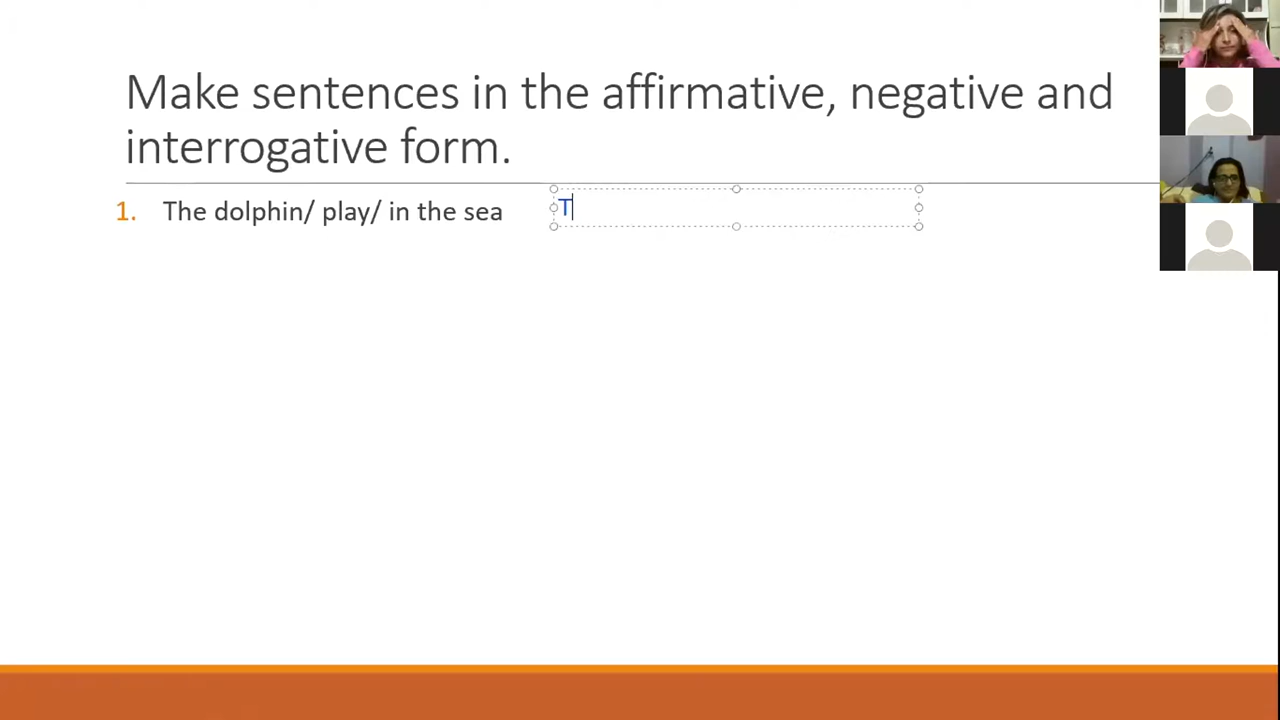 Make sentences in the affirmative, negative and
interrogative form.
1. The dolphin/ play/ in the sea
T